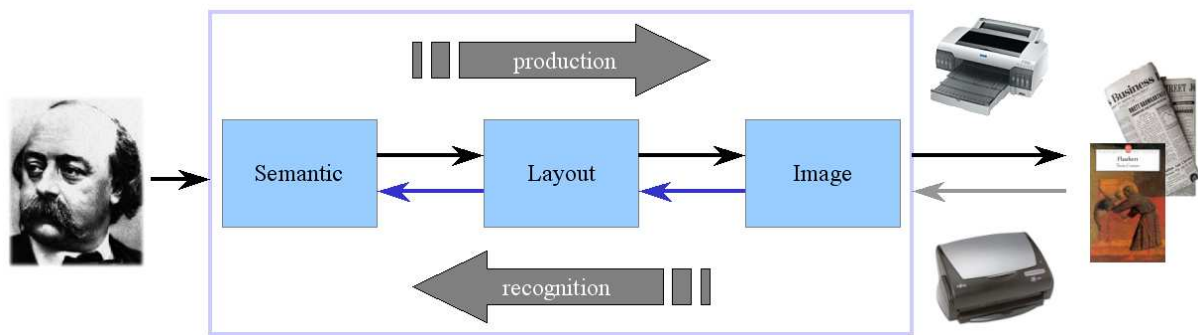 production
Semantic
Layout
Image
recognition
Business
Flaubert